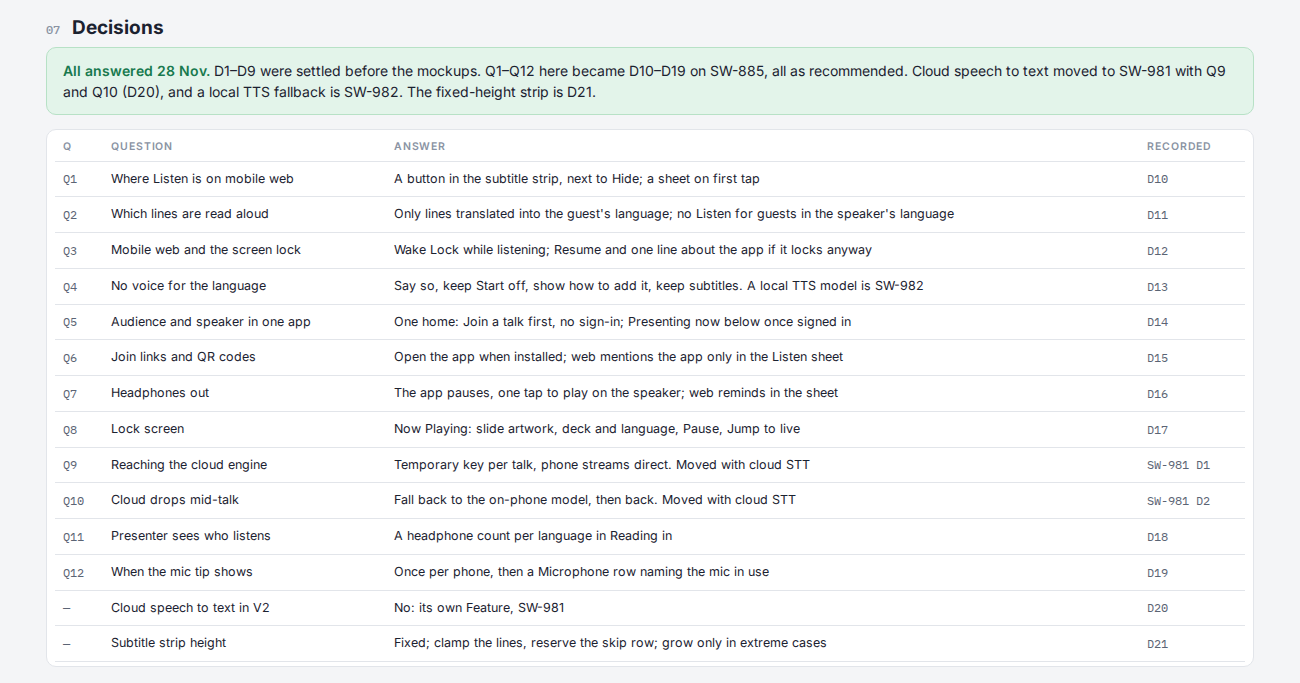 07 Decisions
All answered 28 Nov. D1–D9 were settled before the mockups. Q1–Q12 here became D10–D19 on SW-885, all as recommended. Cloud speech to text moved to SW-981 with Q9
and Q10 (D20), and a local TTS fallback is SW-982. The fixed-height strip is D21.
Q QUESTION ANSWER RECORDED
Q1 Where Listen is on mobile web A button in the subtitle strip, next to Hide; a sheet on first tap D10
Q2 Which lines are read aloud Only lines translated into the guest's language; no Listen for guests in the speaker's language D11
Q3 Mobile web and the screen lock Wake Lock while listening; Resume and one line about the app if it locks anyway D12
Q4 No voice for the language Say so, keep Start off, show how to add it, keep subtitles. A local TTS model is SW-982 D13
Q5 Audience and speaker in one app One home: Join a talk first, no sign-in; Presenting now below once signed in D14
Q6 Join links and QR codes Open the app when installed; web mentions the app only in the Listen sheet D15
Q7 Headphones out The app pauses, one tap to play on the speaker; web reminds in the sheet D16
Q8 Lock screen Now Playing: slide artwork, deck and language, Pause, Jump to live D17
Q9 Reaching the cloud engine Temporary key per talk, phone streams direct. Moved with cloud STT SW-981 D1
Q10 Cloud drops mid-talk Fall back to the on-phone model, then back. Moved with cloud STT SW-981 D2
Q11 Presenter sees who listens A headphone count per language in Reading in D18
Q12 When the mic tip shows Once per phone, then a Microphone row naming the mic in use D19
– Cloud speech to text in V2 No: its own Feature, SW-981 D20
– Subtitle strip height Fixed; clamp the lines, reserve the skip row; grow only in extreme cases D21